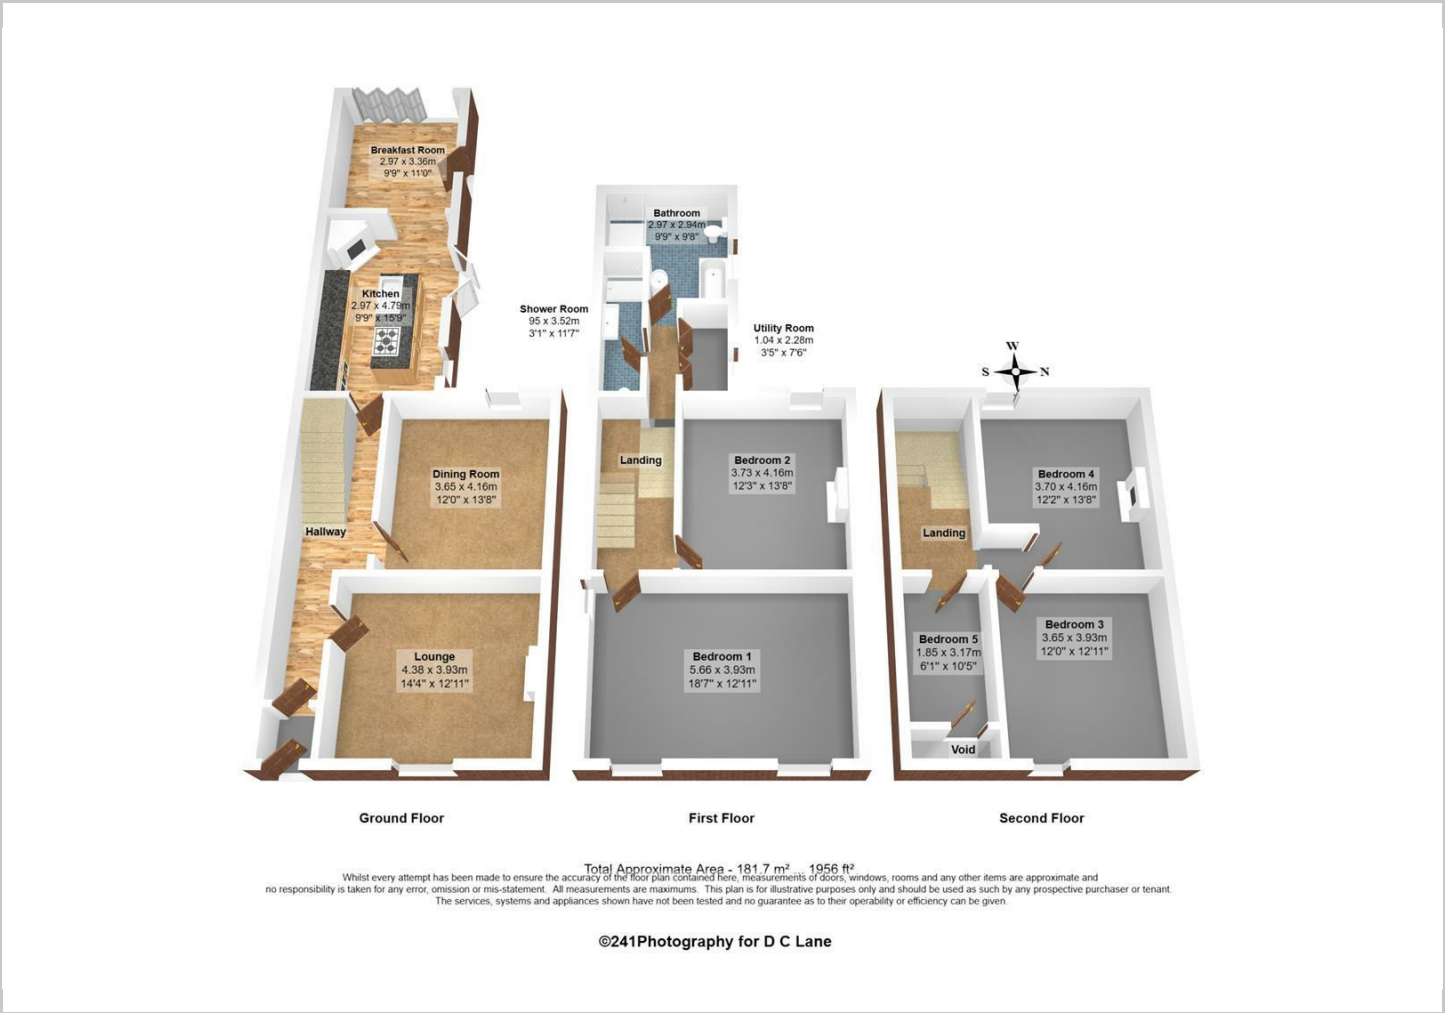 Breakfast Room
2.97 x 3.36m
9'9" x 11'0"
Kitchen
2.97 x 4.79m
9'9" x 15'9"
Hallway
Dining Room
3.65 x 4.16m
12'0" x 13'8"
Lounge
4.38 x 3.93m
14'4" x 12'11"
Ground Floor
Bathroom
2.97 x 2.94m
9'9" x 9'8"
Shower Room
95 x 3.52m
3'1" x 11'7"
Utility Room
1.04 x 2.28m
3'5" x 7'6"
Landing
Bedroom 2
3.73 x 4.16m
12'3" x 13'8"
Bedroom 1
5.66 x 3.93m
18'7" x 12'11"
First Floor
W
S N
Bedroom 4
3.70 x 4.16m
12'2" x 13'8"
Landing
Bedroom 5
1.85 x 3.17m
6'1" x 10'5"
Bedroom 3
3.65 x 3.93m
12'0" x 12'11"
Void
Second Floor
Total Approximate Area - 181.7 m² ... 1956 ft²
Whilst every attempt has been made to ensure the accuracy of the floor plan contained here, measurements of doors, windows, rooms and any other items are approximate and
no responsibility is taken for any error, omission or mis-statement. All measurements are maximums. This plan is for illustrative purposes only and should be used as such by any prospective purchaser or tenant.
The services, systems and appliances shown have not been tested and no guarantee as to their operability or efficiency can be given.
©241Photography for D C Lane